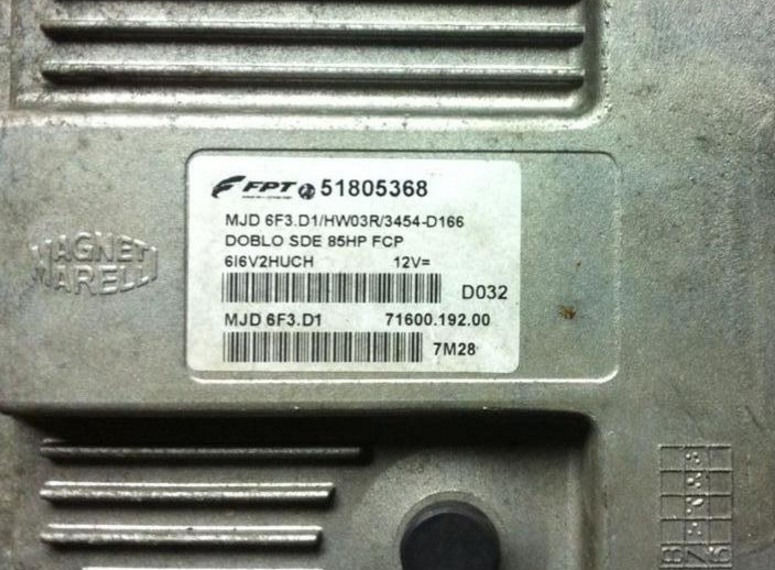 FPT 51805368
MJD 6F3.D1/HW03R/3454-D166
DOBLO SDE 85HP FCP
6I6V2HUCH 12V=
D032
MJD 6F3.D1 71600.192.00
7M28
MAGNETI
MARELLI